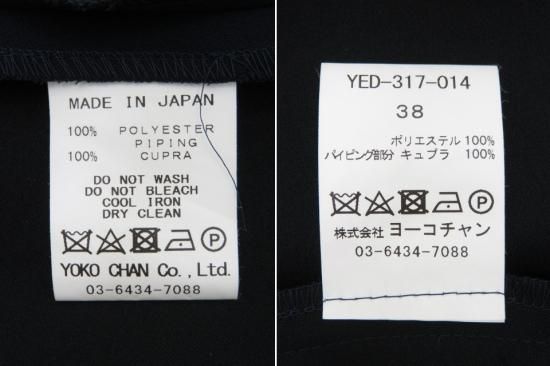 MADE IN JAPAN
100% POLYESTER
PIPING
100% CUPRA
DO NOT WASH
DO NOT BLEACH
COOL IRON
DRY CLEAN
P
YOKO CHAN Co., Ltd.
03-6434-7088
YED-317-014
38
ポリエステル 100%
パイピング部分 キュプラ 100%
P
株式会社 ヨーコチャン
03-6434-7088